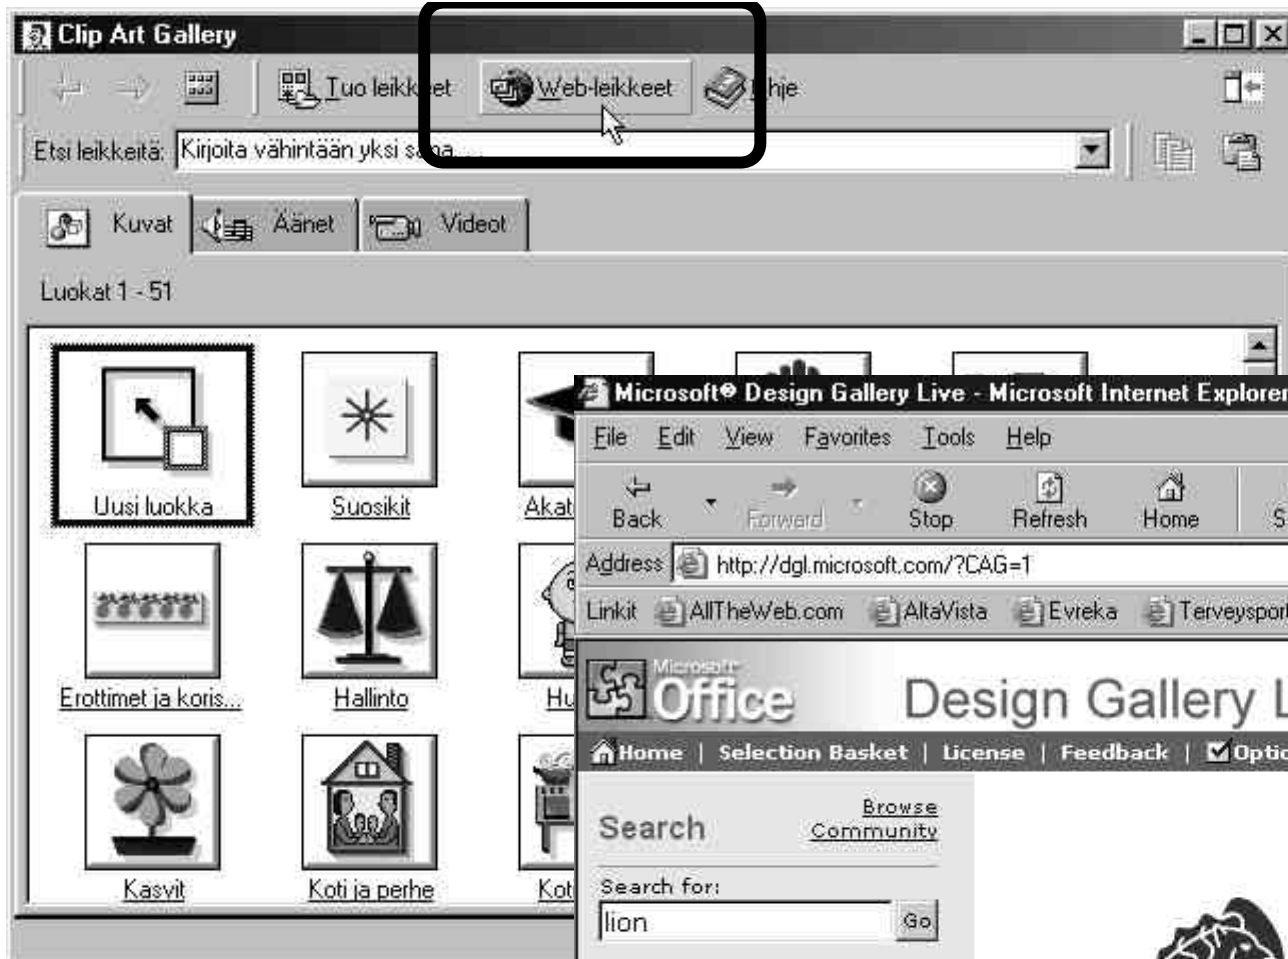 Clip Art Gallery
Tuo leikkeet Web-leikkeet
Etsi leikkeitä: Kirjoita vähintään yksi sana...
Kuvat Äänet Videot
Luokat 1 - 51
Uusi luokka Suosikit
Erottimet ja koris... Hallinto
Kasvit Koti ja perhe
Microsoft® Design Gallery Live - Microsoft Internet Explorer
File Edit View Favorites Tools Help
Back Forward Stop Refresh Home
Address http://dgl.microsoft.com/?CAG=1
Linkit AllTheWeb.com AltaVista Evreka
Microsoft
Office Design Gallery L
Home | Selection Basket | License | Feedback |
Browse
Search Community
Search for:
lion Go